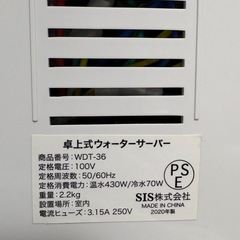 卓上式ウォーターサーバー
商品番号：WDT-36
定格電圧：100V
定格周波数：50/60Hz
定格消費電力：温水430W/冷水70W
重量：2.2kg
設置場所：室内
電流ヒューズ：3.15A 250V
PS
E
SIS株式会社
MADE IN CHINA
2020年製